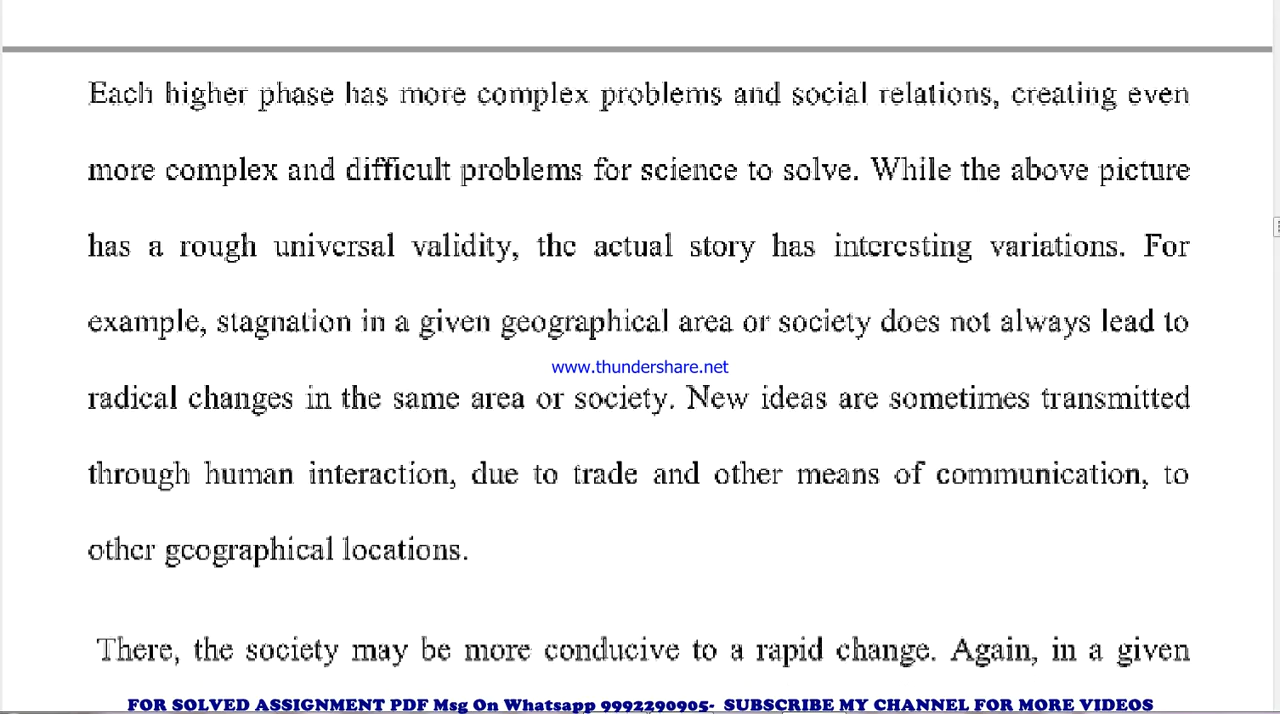 Each higher phase has more complex problems and social relations, creating even
more complex and difficult problems for science to solve. While the above picture
has a rough universal validity, the actual story has interesting variations. For
example, stagnation in a given geographical area or society does not always lead to
www.thundershare.net
radical changes in the same area or society. New ideas are sometimes transmitted
through human interaction, due to trade and other means of communication, to
other geographical locations.
There, the society may be more conducive to a rapid change. Again, in a given
FOR SOLVED ASSIGNMENT PDF Msg On Whatsapp 9992290905- SUBSCRIBE MY CHANNEL FOR MORE VIDEOS